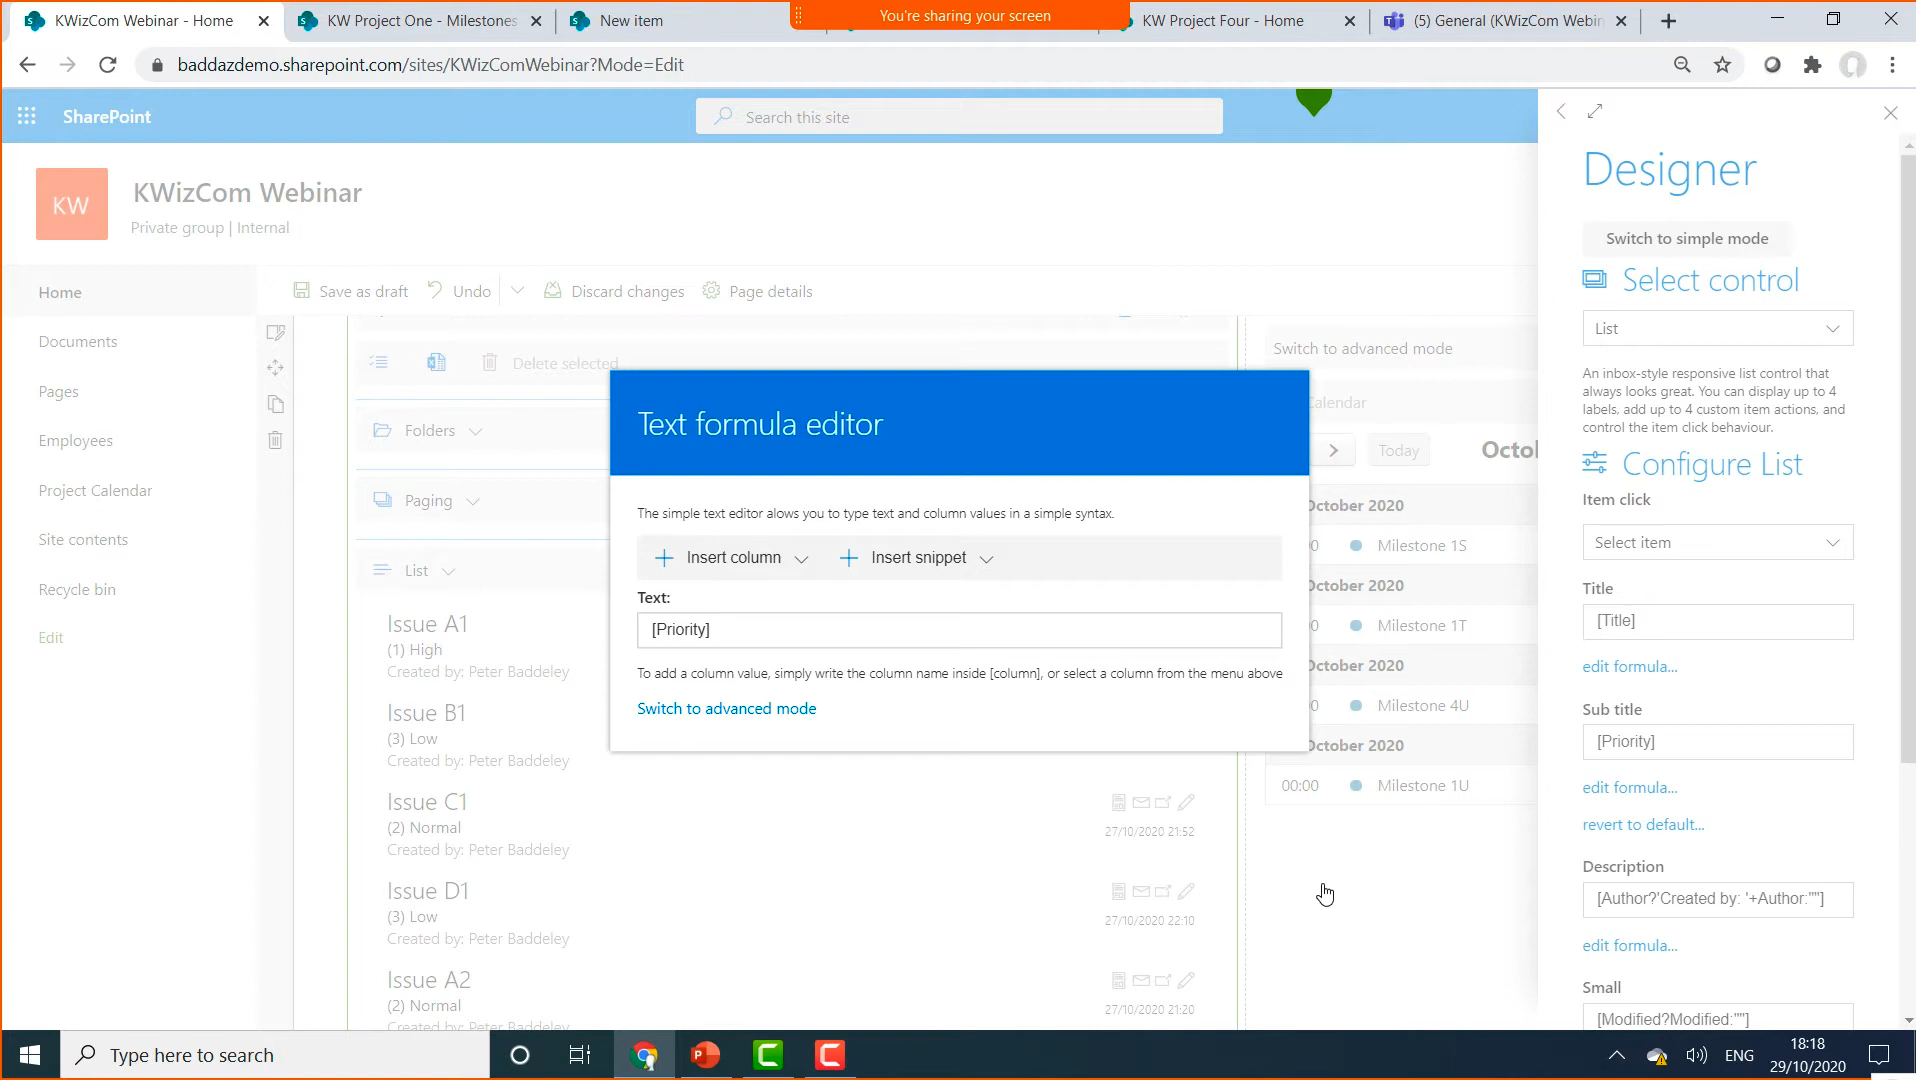 KWizCom Webinar - Home
KW Project One - Milestones
New item
You're sharing your screen
KW Project Four - Home
(5) General (KWizCom Webin
baddazdemo.sharepoint.com/sites/KWizComWebinar?Mode=Edit
SharePoint
Search this site
KW
KWizCom Webinar
Private group | Internal
Home
Documents
Pages
Employees
Project Calendar
Site contents
Recycle bin
Edit
Save as draft
Undo
Discard changes
Page details
Delete selected
Folders
Paging
List
Issue A1
(1) High
Created by: Peter Baddeley
Issue B1
(3) Low
Created by: Peter Baddeley
Issue C1
(2) Normal
Created by: Peter Baddeley
27/10/2020 21:52
Issue D1
(3) Low
Created by: Peter Baddeley
27/10/2020 22:10
Issue A2
(2) Normal
Created by: Peter Baddeley
27/10/2020 21:20
Text formula editor
The simple text editor allows you to type text and column values in a simple syntax.
Insert column
Insert snippet
Text:
[Priority]
To add a column value, simply write the column name inside [column], or select a column from the menu above
Switch to advanced mode
Switch to advanced mode
Calendar
Today
Octo
October 2020
0
Milestone 1S
October 2020
0
Milestone 1T
October 2020
0
Milestone 4U
October 2020
00:00
Milestone 1U
Designer
Switch to simple mode
Select control
List
An inbox-style responsive list control that
always looks great. You can display up to 4
labels, add up to 4 custom item actions, and
control the item click behaviour.
Configure List
Item click
Select item
Title
[Title]
edit formula...
Sub title
[Priority]
edit formula...
revert to default...
Description
[Author?'Created by: '+Author:""]
edit formula...
Small
[Modified?Modified:""]
Type here to search
ENG
18:18
29/10/2020